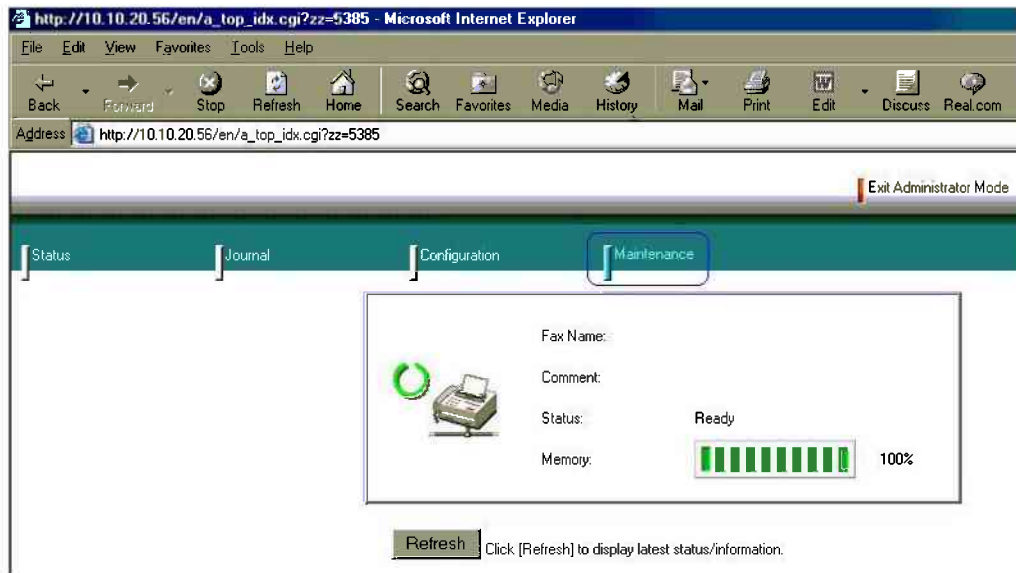 http://10.10.20.56/en/a_top_idx.cgi?zz=5385 - Microsoft Internet Explorer
File Edit View Favorites Tools Help
Back Forward Stop Refresh Home Search Favorites Media History Mail Print Edit Discuss Real.com
Address http://10.10.20.56/en/a_top_idx.cgi?zz=5385
Exit Administrator Mode
Status Journal Configuration Maintenance
Fax Name:
Comment:
Status: Ready
Memory: 100%
Refresh Click [Refresh] to display latest status/information.